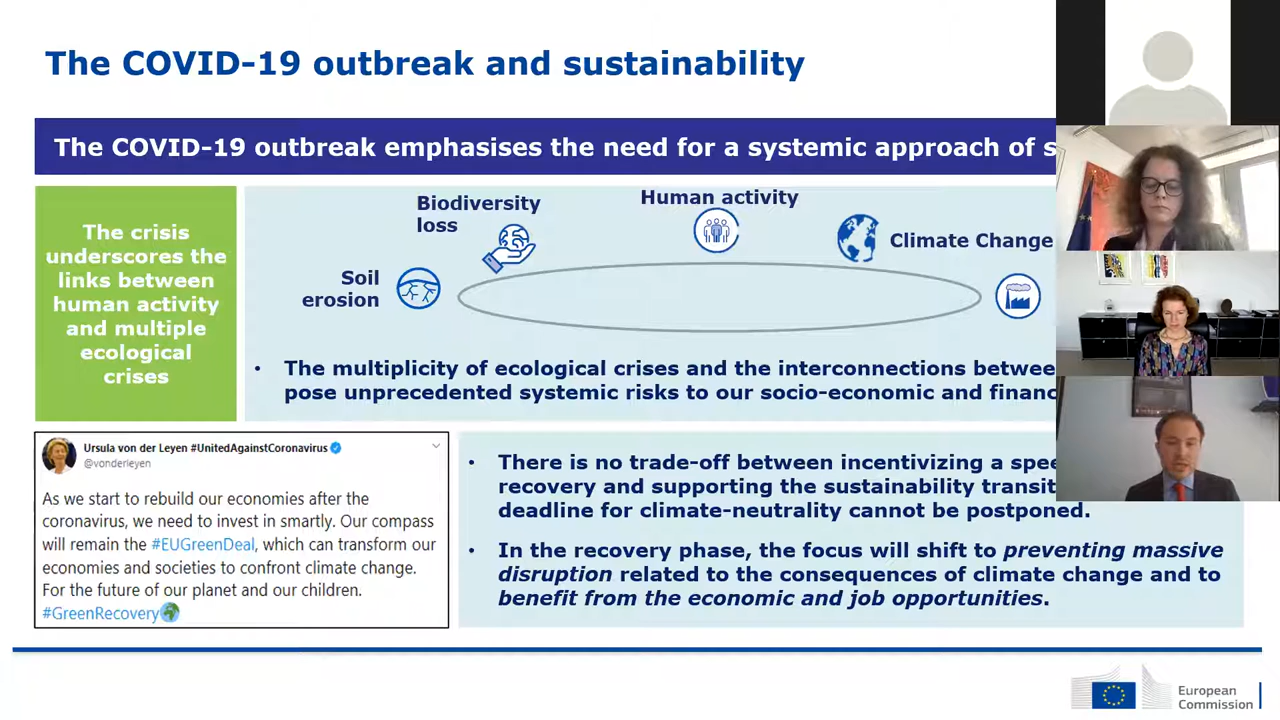 The COVID-19 outbreak and sustainability
The COVID-19 outbreak emphasises the need for a systemic approach of
The crisis
underscores the
links between
human activity
and multiple
ecological
crises
Biodiversity
loss
Human activity
Climate Change
Soil
erosion
• The multiplicity of ecological crises and the interconnections
pose unprecedented systemic risks to our socio-economic and
Ursula von der Leyen #UnitedAgainstCoronavirus
@vonderleyen
As we start to rebuild our economies after the
coronavirus, we need to invest in smartly. Our compass
will remain the #EUGreenDeal, which can transform our
economies and societies to confront climate change.
For the future of our planet and our children.
#GreenRecovery
• There is no trade-off between incentivizing a
recovery and supporting the sustainability
deadline for climate-neutrality cannot be postponed.
• In the recovery phase, the focus will shift to preventing massive
disruption related to the consequences of climate change and to
benefit from the economic and job opportunities.
European
Commission